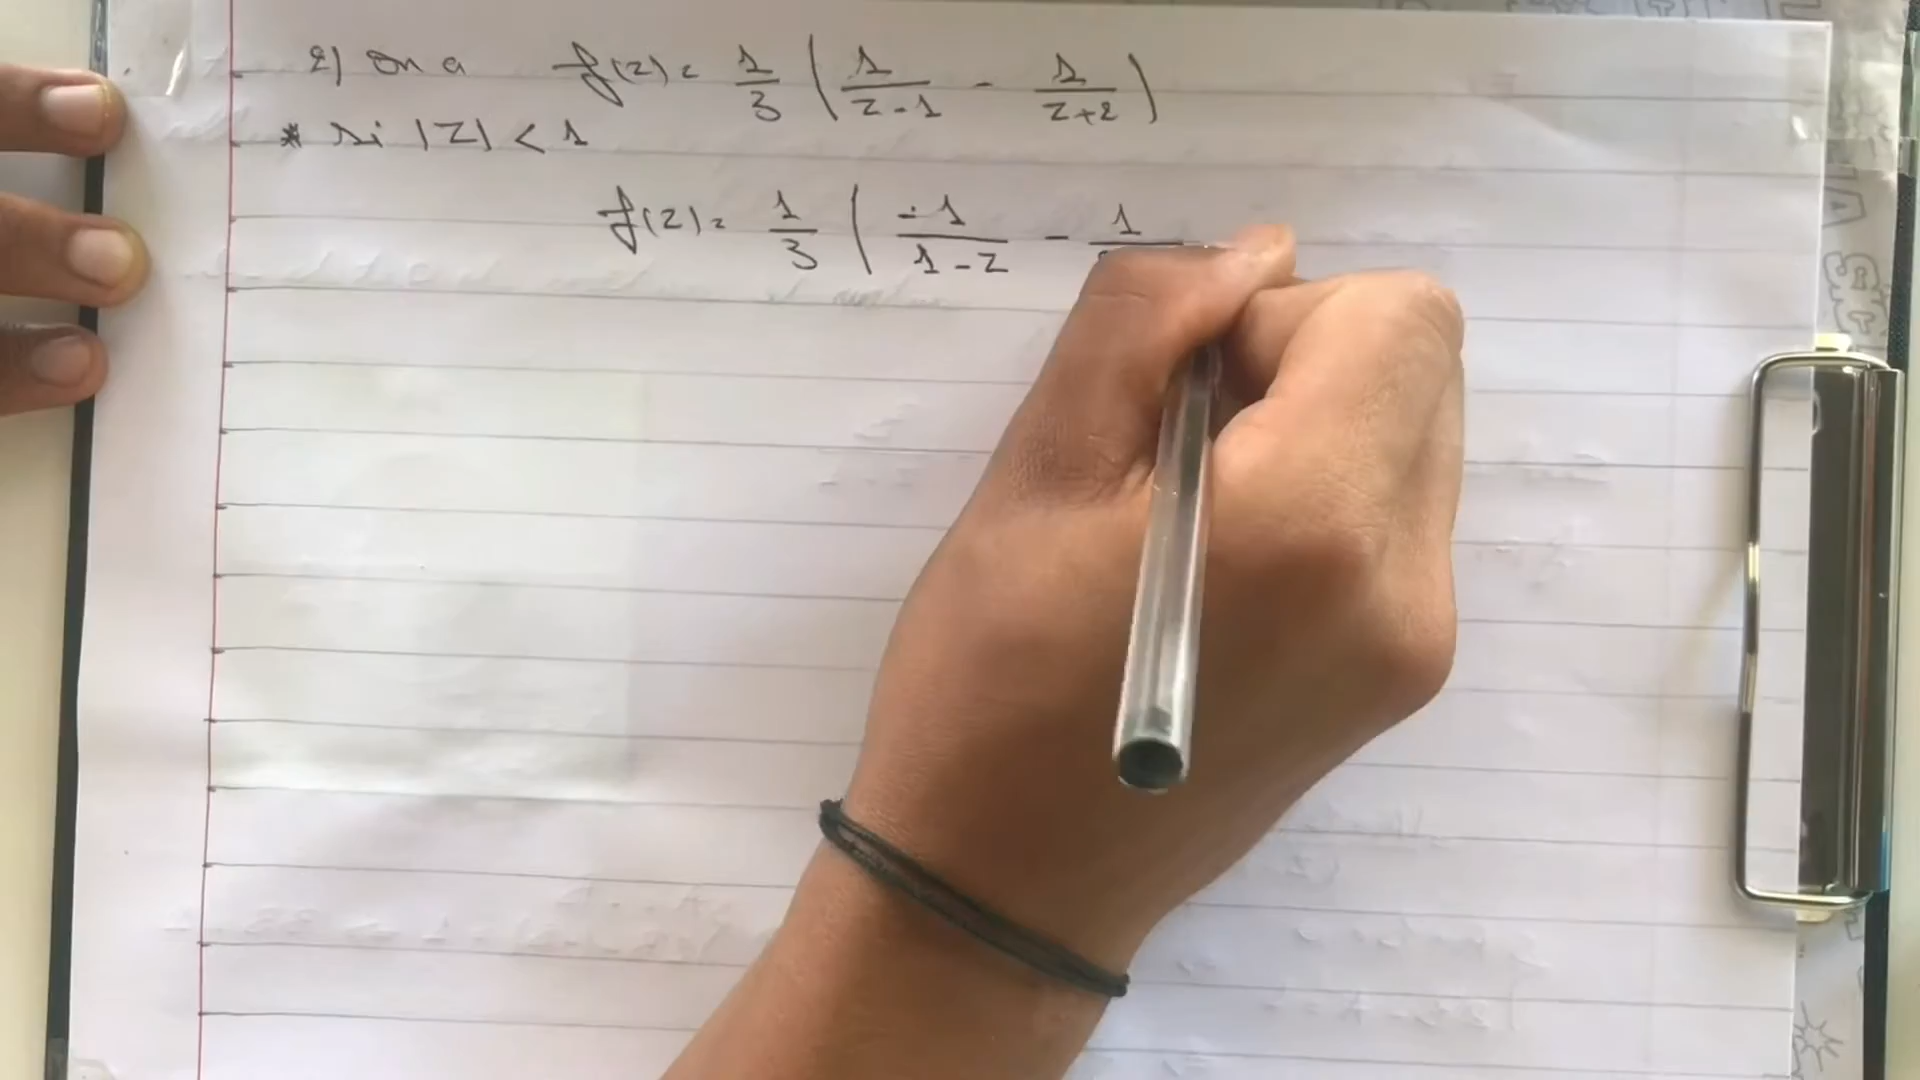 2) on a f(z) = 1/3 ( 1/(z-1) - 1/(z+2) )
* si |z| < 1
f(z) = 1/3 ( -1/(1-z) - 1/